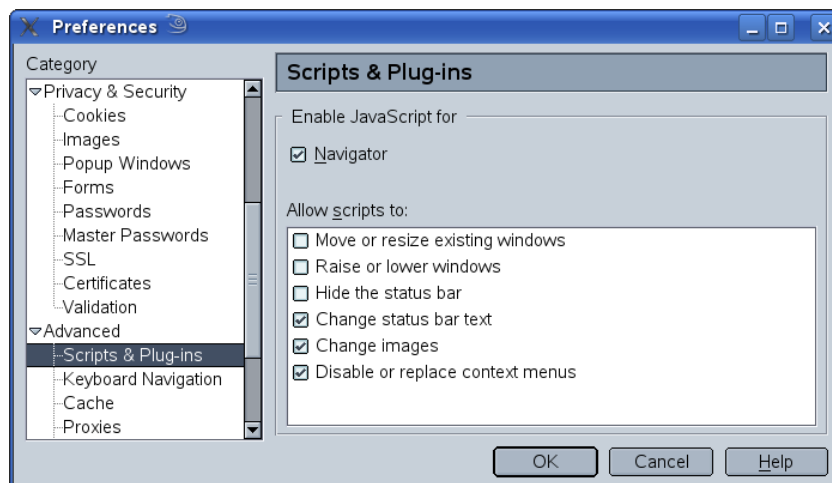 Preferences
Category
Privacy & Security
Cookies
Images
Popup Windows
Forms
Passwords
Master Passwords
SSL
Certificates
Validation
Advanced
Scripts & Plug-ins
Keyboard Navigation
Cache
Proxies
Scripts & Plug-ins
Enable JavaScript for
Navigator
Allow scripts to:
Move or resize existing windows
Raise or lower windows
Hide the status bar
Change status bar text
Change images
Disable or replace context menus
OK Cancel Help